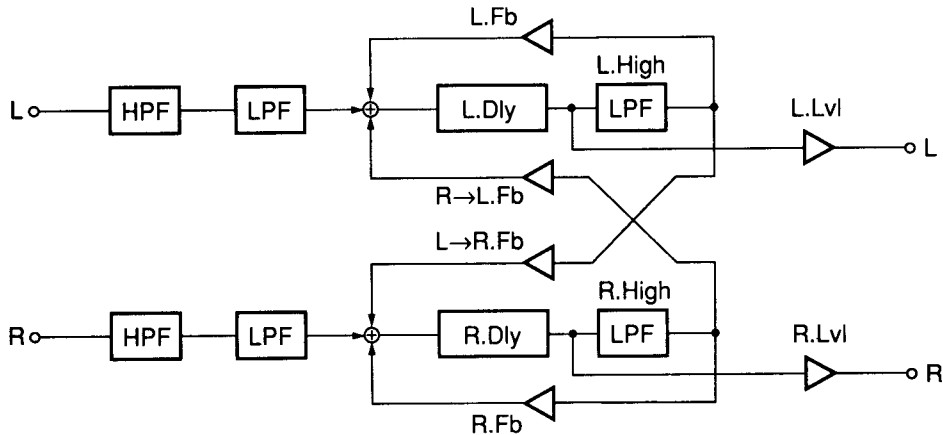 L.Fb
L.High
L HPF LPF L.Dly LPF L.Lvl L
R→L.Fb
L→R.Fb
R.High
R HPF LPF R.Dly LPF R.Lvl R
R.Fb